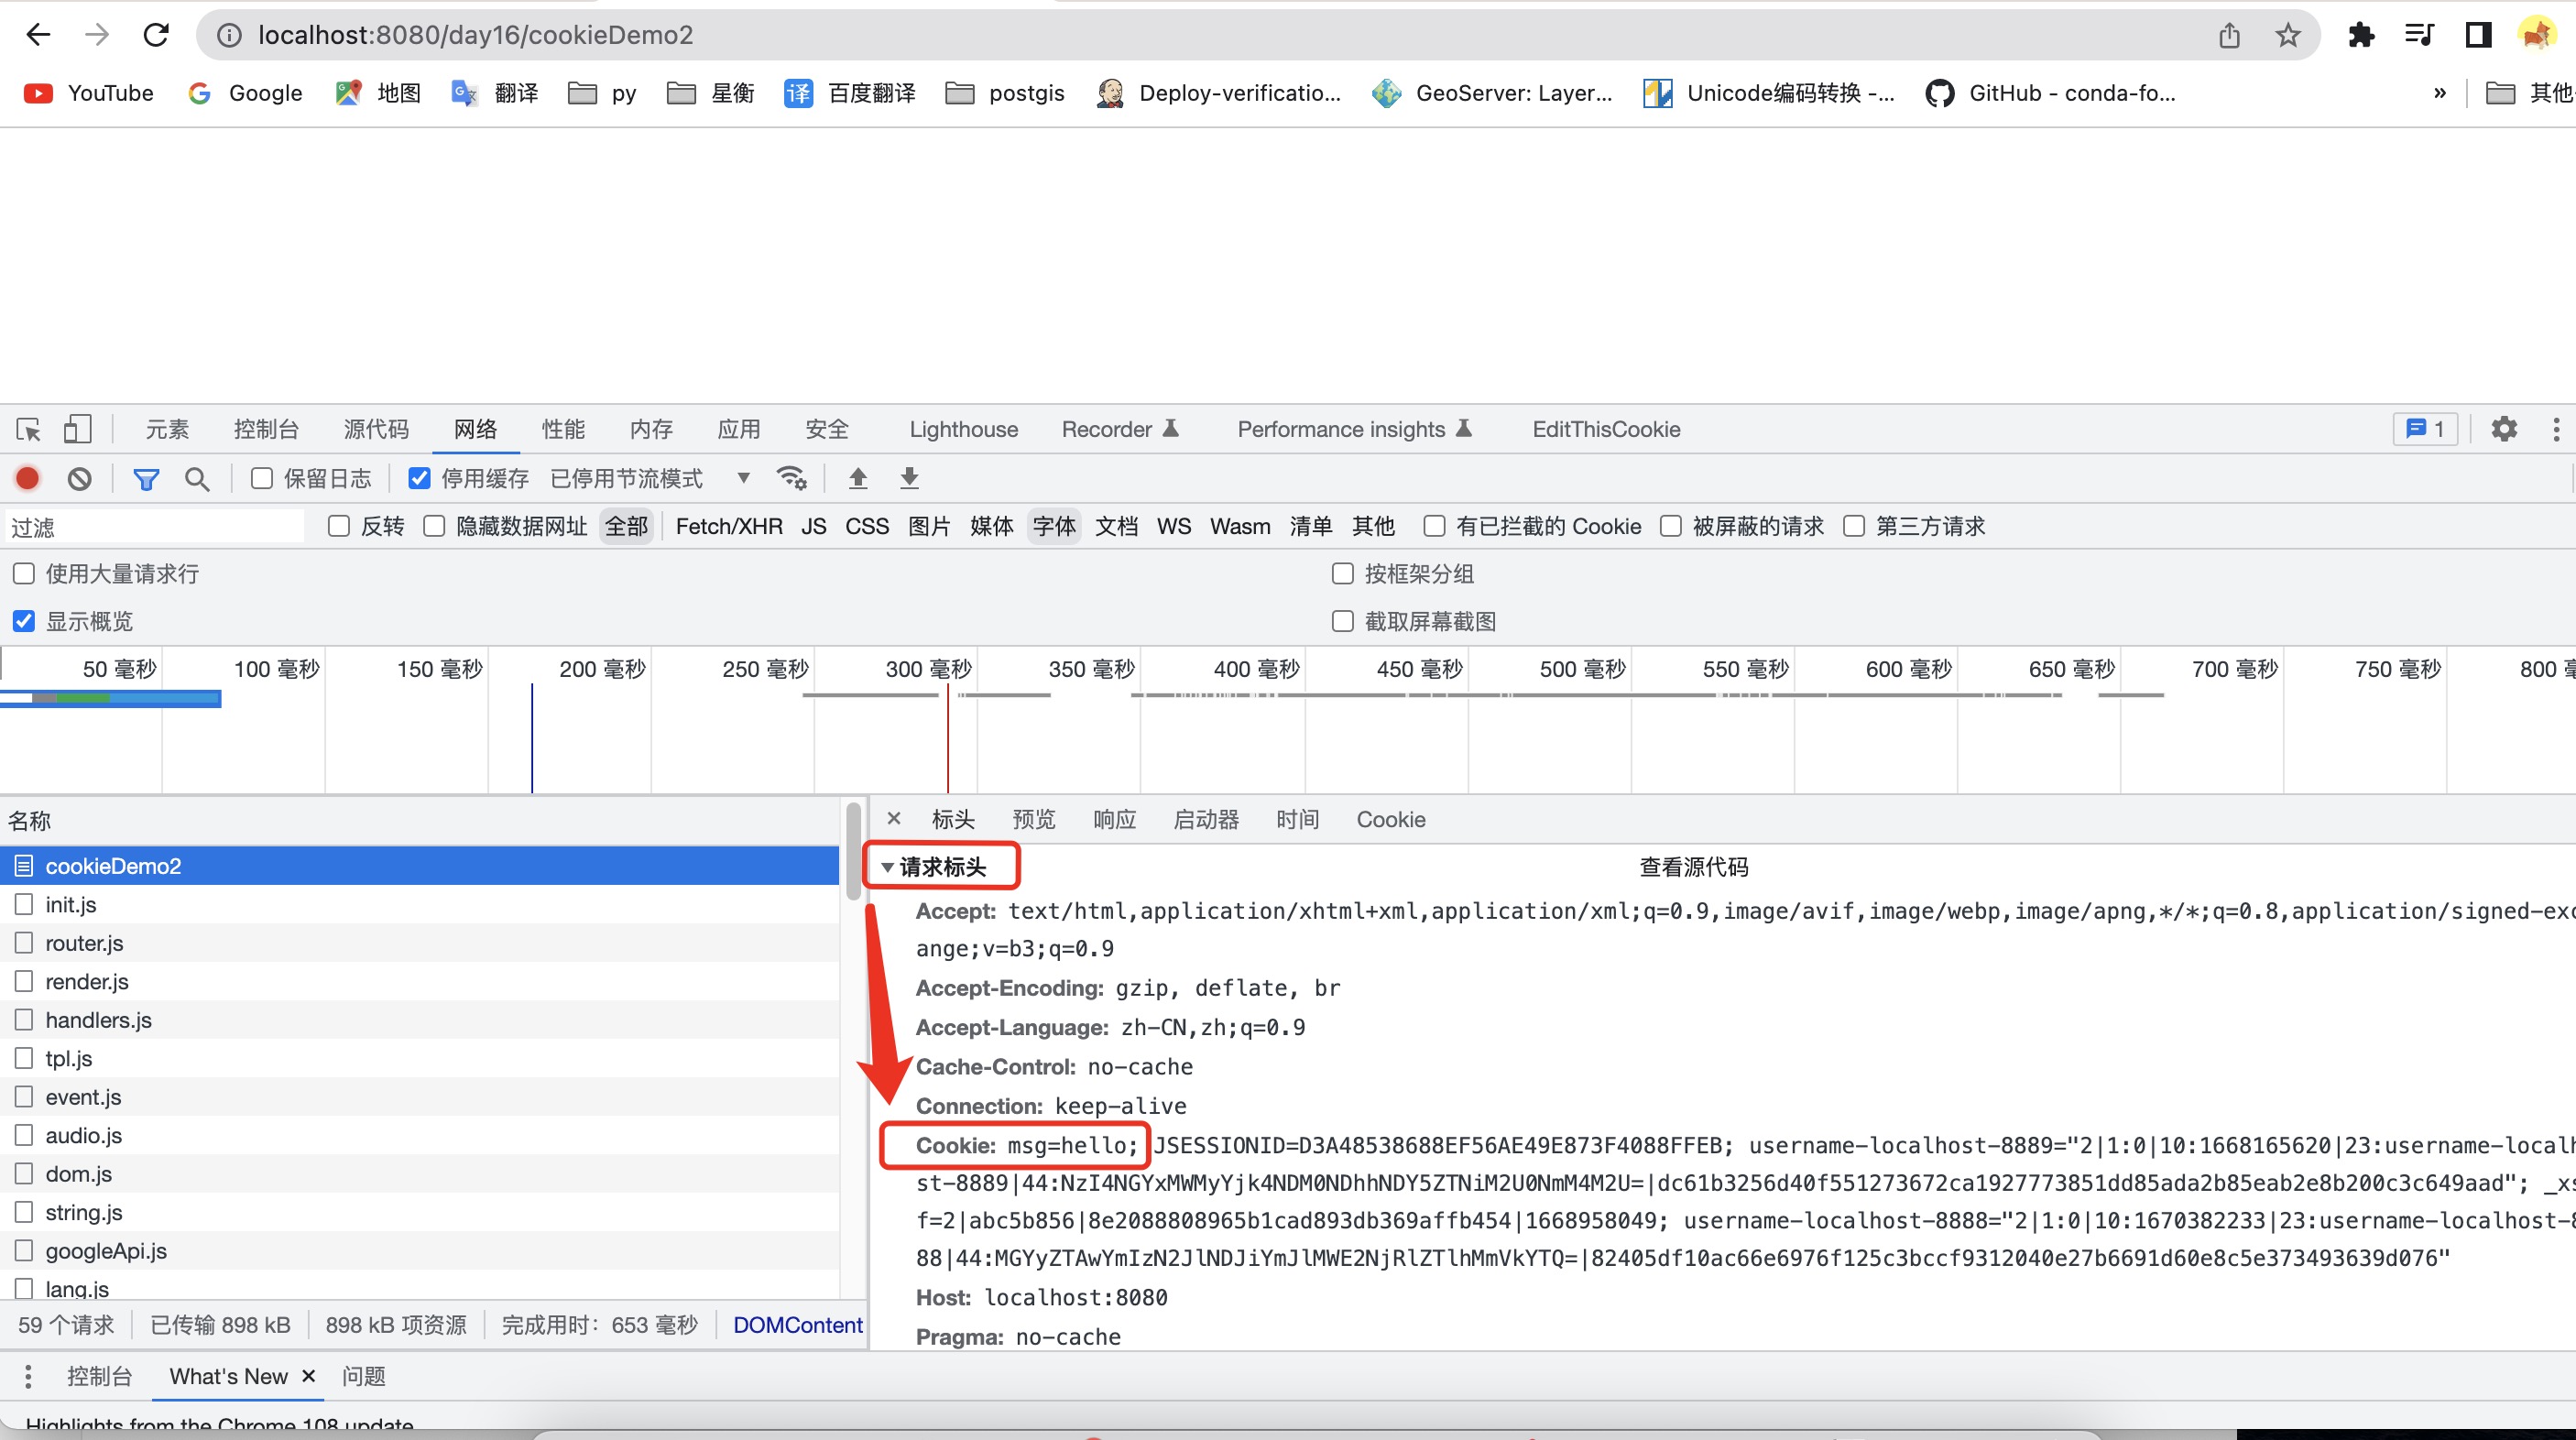 localhost:8080/day16/cookieDemo2
YouTube Google 地图 翻译 py 星衡 百度翻译 postgis Deploy-verificatio... GeoServer: Layer... Unicode编码转换 -... GitHub - conda-fo... » 其他
元素 控制台 源代码 网络 性能 内存 应用 安全 Lighthouse Recorder Performance insights EditThisCookie 1
保留日志 停用缓存 已停用节流模式
过滤 反转 隐藏数据网址 全部 Fetch/XHR JS CSS 图片 媒体 字体 文档 WS Wasm 清单 其他 有已拦截的 Cookie 被屏蔽的请求 第三方请求
使用大量请求行 按框架分组
显示概览 截取屏幕截图
50 毫秒 100 毫秒 150 毫秒 200 毫秒 250 毫秒 300 毫秒 350 毫秒 400 毫秒 450 毫秒 500 毫秒 550 毫秒 600 毫秒 650 毫秒 700 毫秒 750 毫秒 800
名称
cookieDemo2
init.js
router.js
render.js
handlers.js
tpl.js
event.js
audio.js
dom.js
string.js
googleApi.js
lang.js
59 个请求 已传输 898 kB 898 kB 项资源 完成用时：653 毫秒 DOMContent
× 标头 预览 响应 启动器 时间 Cookie
请求标头 查看源代码
Accept: text/html,application/xhtml+xml,application/xml;q=0.9,image/avif,image/webp,image/apng,*/*;q=0.8,application/signed-exc
ange;v=b3;q=0.9
Accept-Encoding: gzip, deflate, br
Accept-Language: zh-CN,zh;q=0.9
Cache-Control: no-cache
Connection: keep-alive
Cookie: msg=hello; JSESSIONID=D3A48538688EF56AE49E873F4088FFEB; username-localhost-8889="2|1:0|10:1668165620|23:username-local
st-8889|44:NzI4NGYxMWMyYjk4NDM0NDhhNDY5ZTNiM2U0NmM4M2U=|dc61b3256d40f551273672ca1927773851dd85ada2b85eab2e8b200c3c649aad"; _xs
f=2|abc5b856|8e2088808965b1cad893db369affb454|1668958049; username-localhost-8888="2|1:0|10:1670382233|23:username-localhost-8
88|44:MGYyZTAwYmIzN2JlNDJiYmJlMWE2NjRlZTlhMmVkYTQ=|82405df10ac66e6976f125c3bccf9312040e27b6691d60e8c5e373493639d076"
Host: localhost:8080
Pragma: no-cache
控制台 What's New × 问题
Highlights from the Chrome 108 update